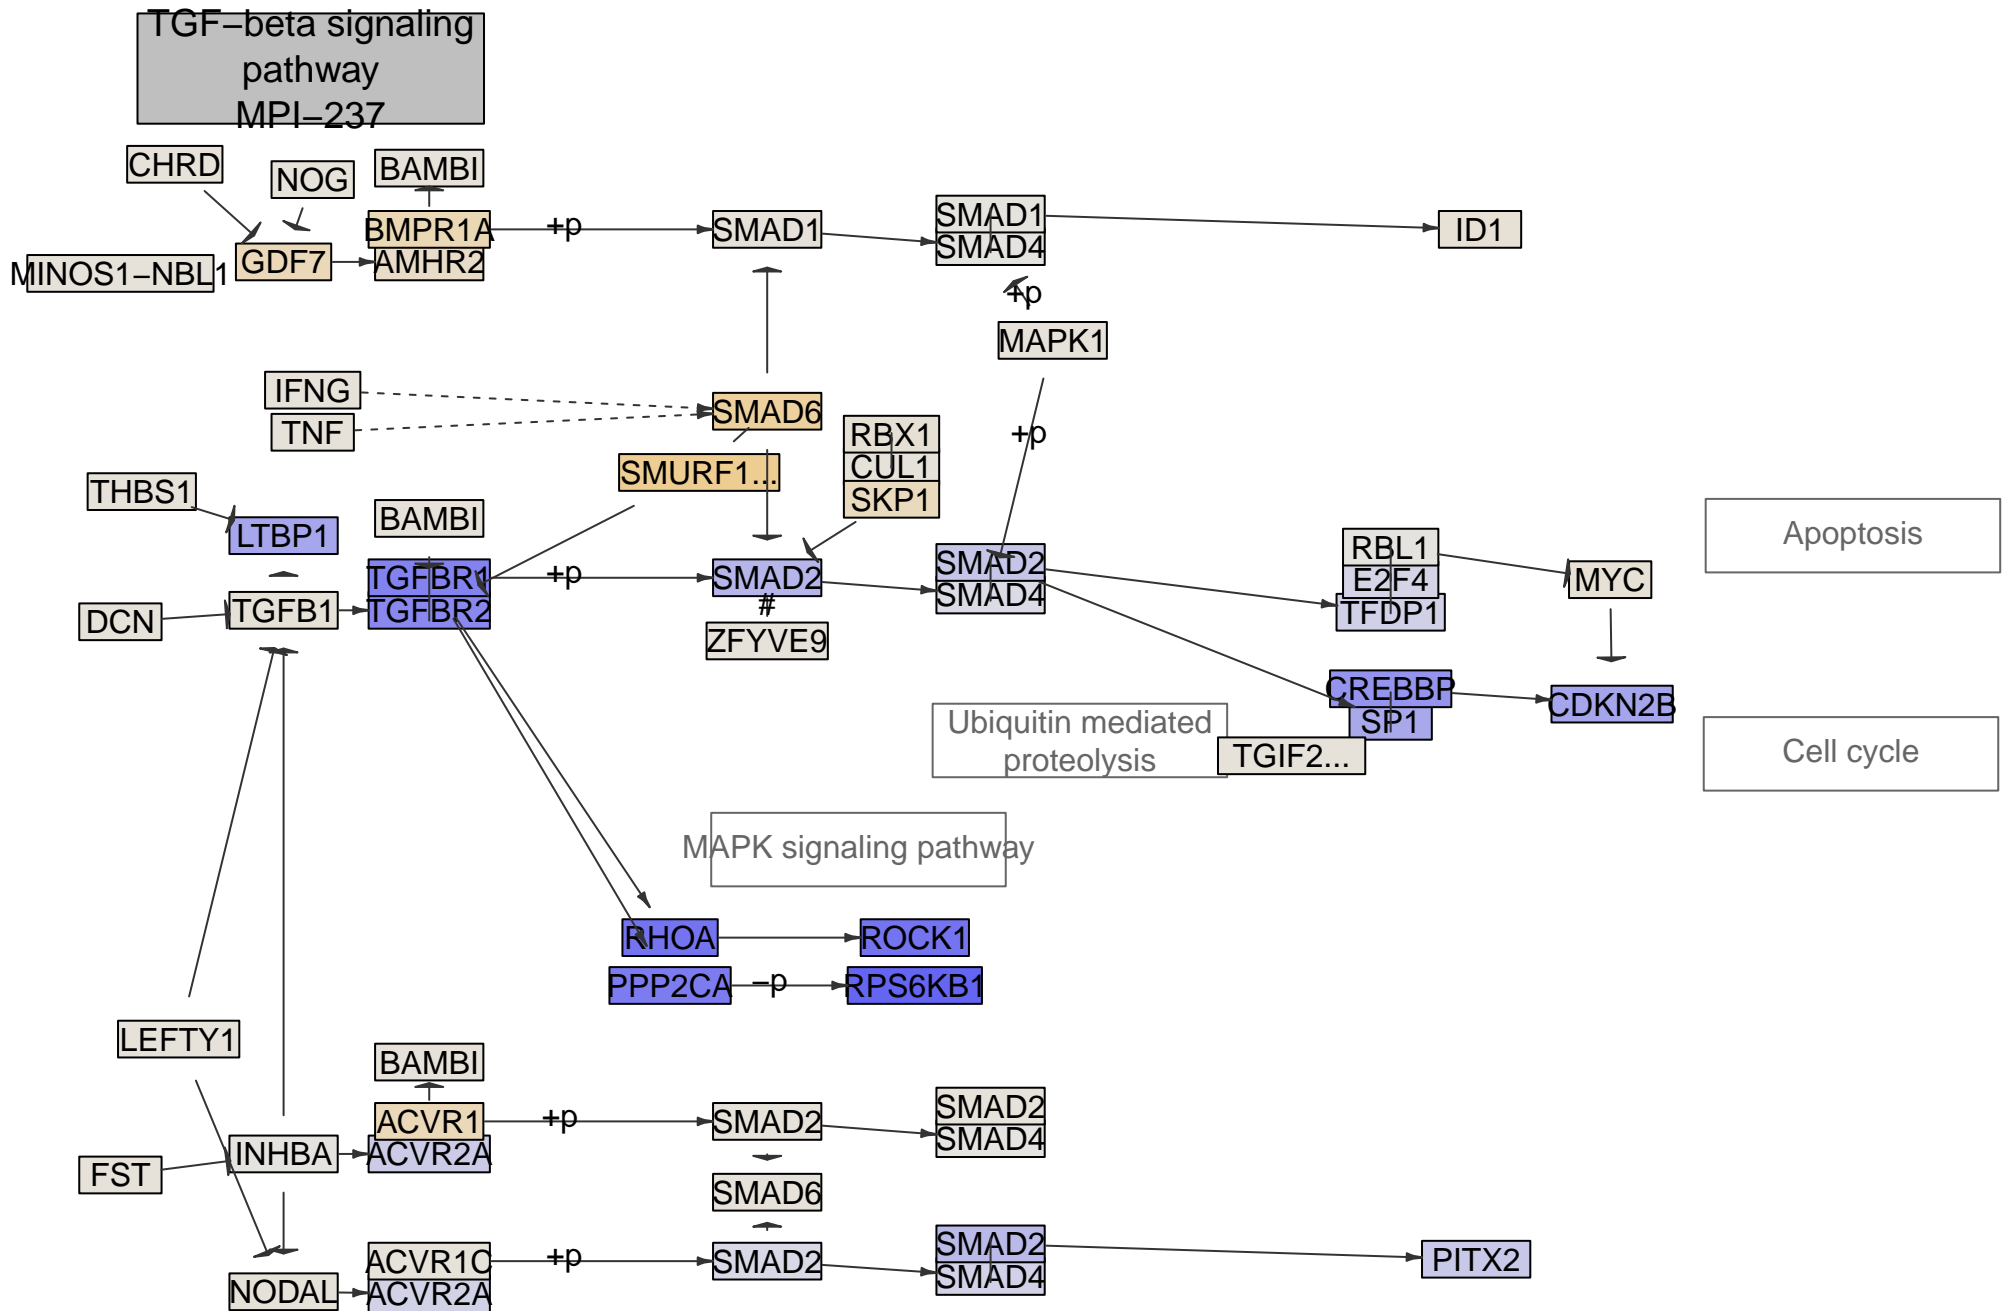 TGF−beta signaling
pathway
MPI−237
CHRD
NOG
BAMBI
BMPR1A
+p
SMAD1
SMAD1
SMAD4
ID1
MINOS1−NBL1
GDF7
AMHR2
+p
MAPK1
IFNG
TNF
SMAD6
SMURF1...
RBX1
CUL1
SKP1
+p
THBS1
LTBP1
BAMBI
TGFBR1
TGFBR2
+p
SMAD2
#
ZFYVE9
SMAD2
SMAD4
RBL1
E2F4
TFDP1
MYC
Apoptosis
DCN
TGFB1
CREBBP
SP1
TGIF2...
CDKN2B
Ubiquitin mediated
proteolysis
Cell cycle
MAPK signaling pathway
RHOA
ROCK1
PPP2CA
−p
RPS6KB1
LEFTY1
BAMBI
ACVR1
ACVR2A
+p
SMAD2
SMAD2
SMAD4
FST
INHBA
SMAD6
NODAL
ACVR1C
ACVR2A
+p
SMAD2
SMAD2
SMAD4
PITX2